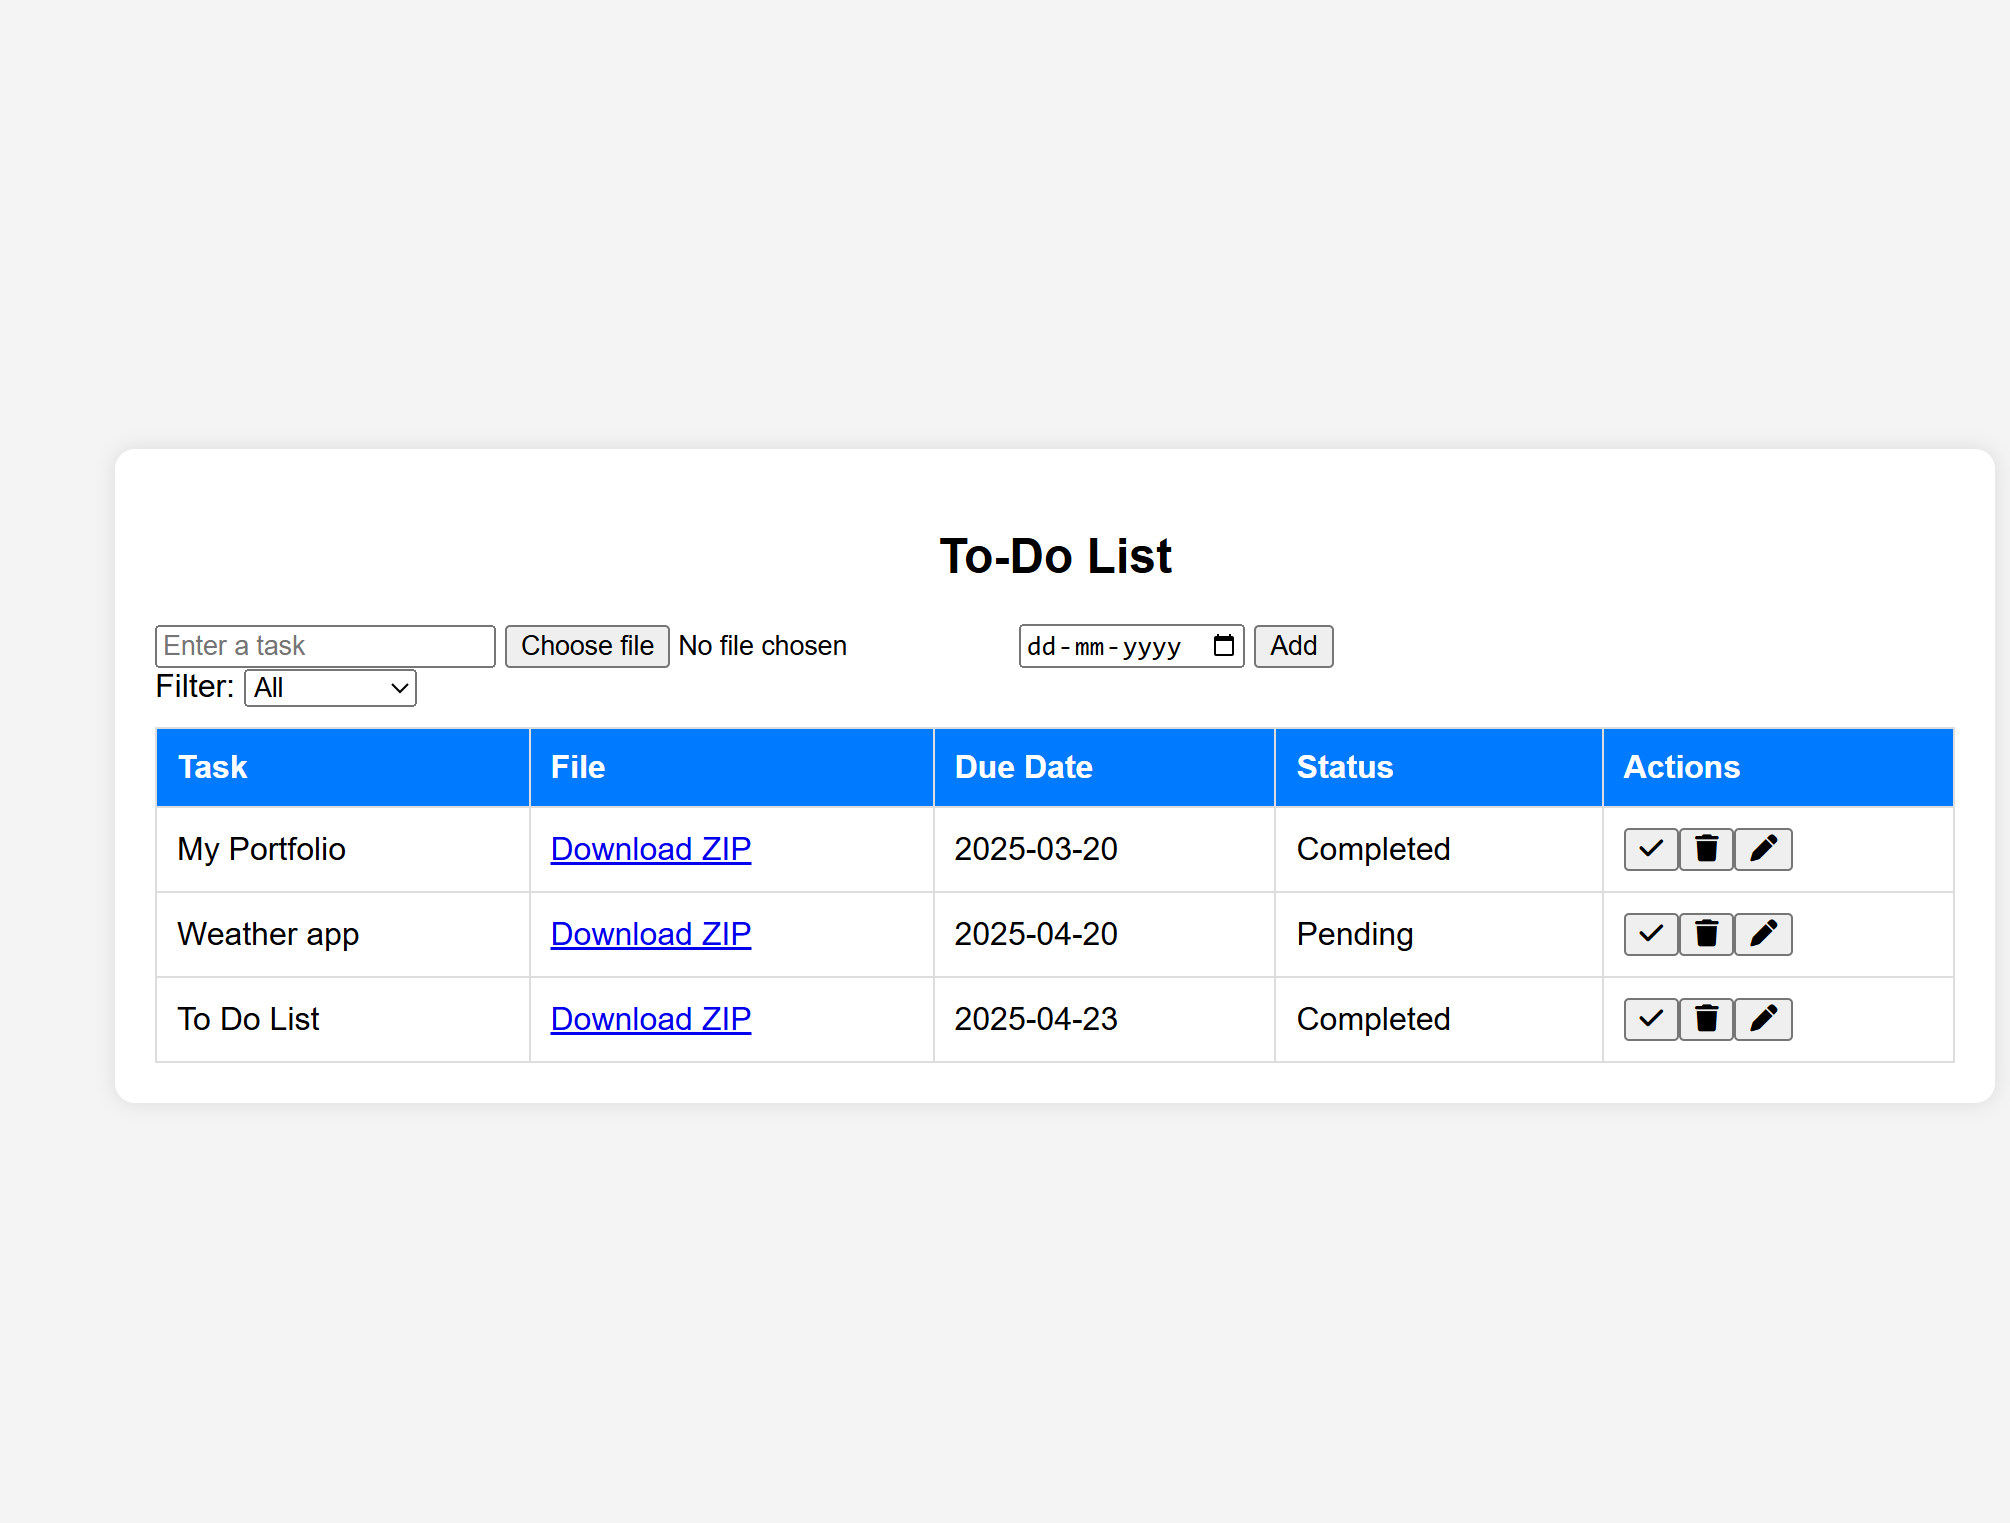 To-Do List
Enter a task Choose file No file chosen dd-mm-yyyy Add
Filter: All
Task File Due Date Status Actions
My Portfolio Download ZIP 2025-03-20 Completed
Weather app Download ZIP 2025-04-20 Pending
To Do List Download ZIP 2025-04-23 Completed